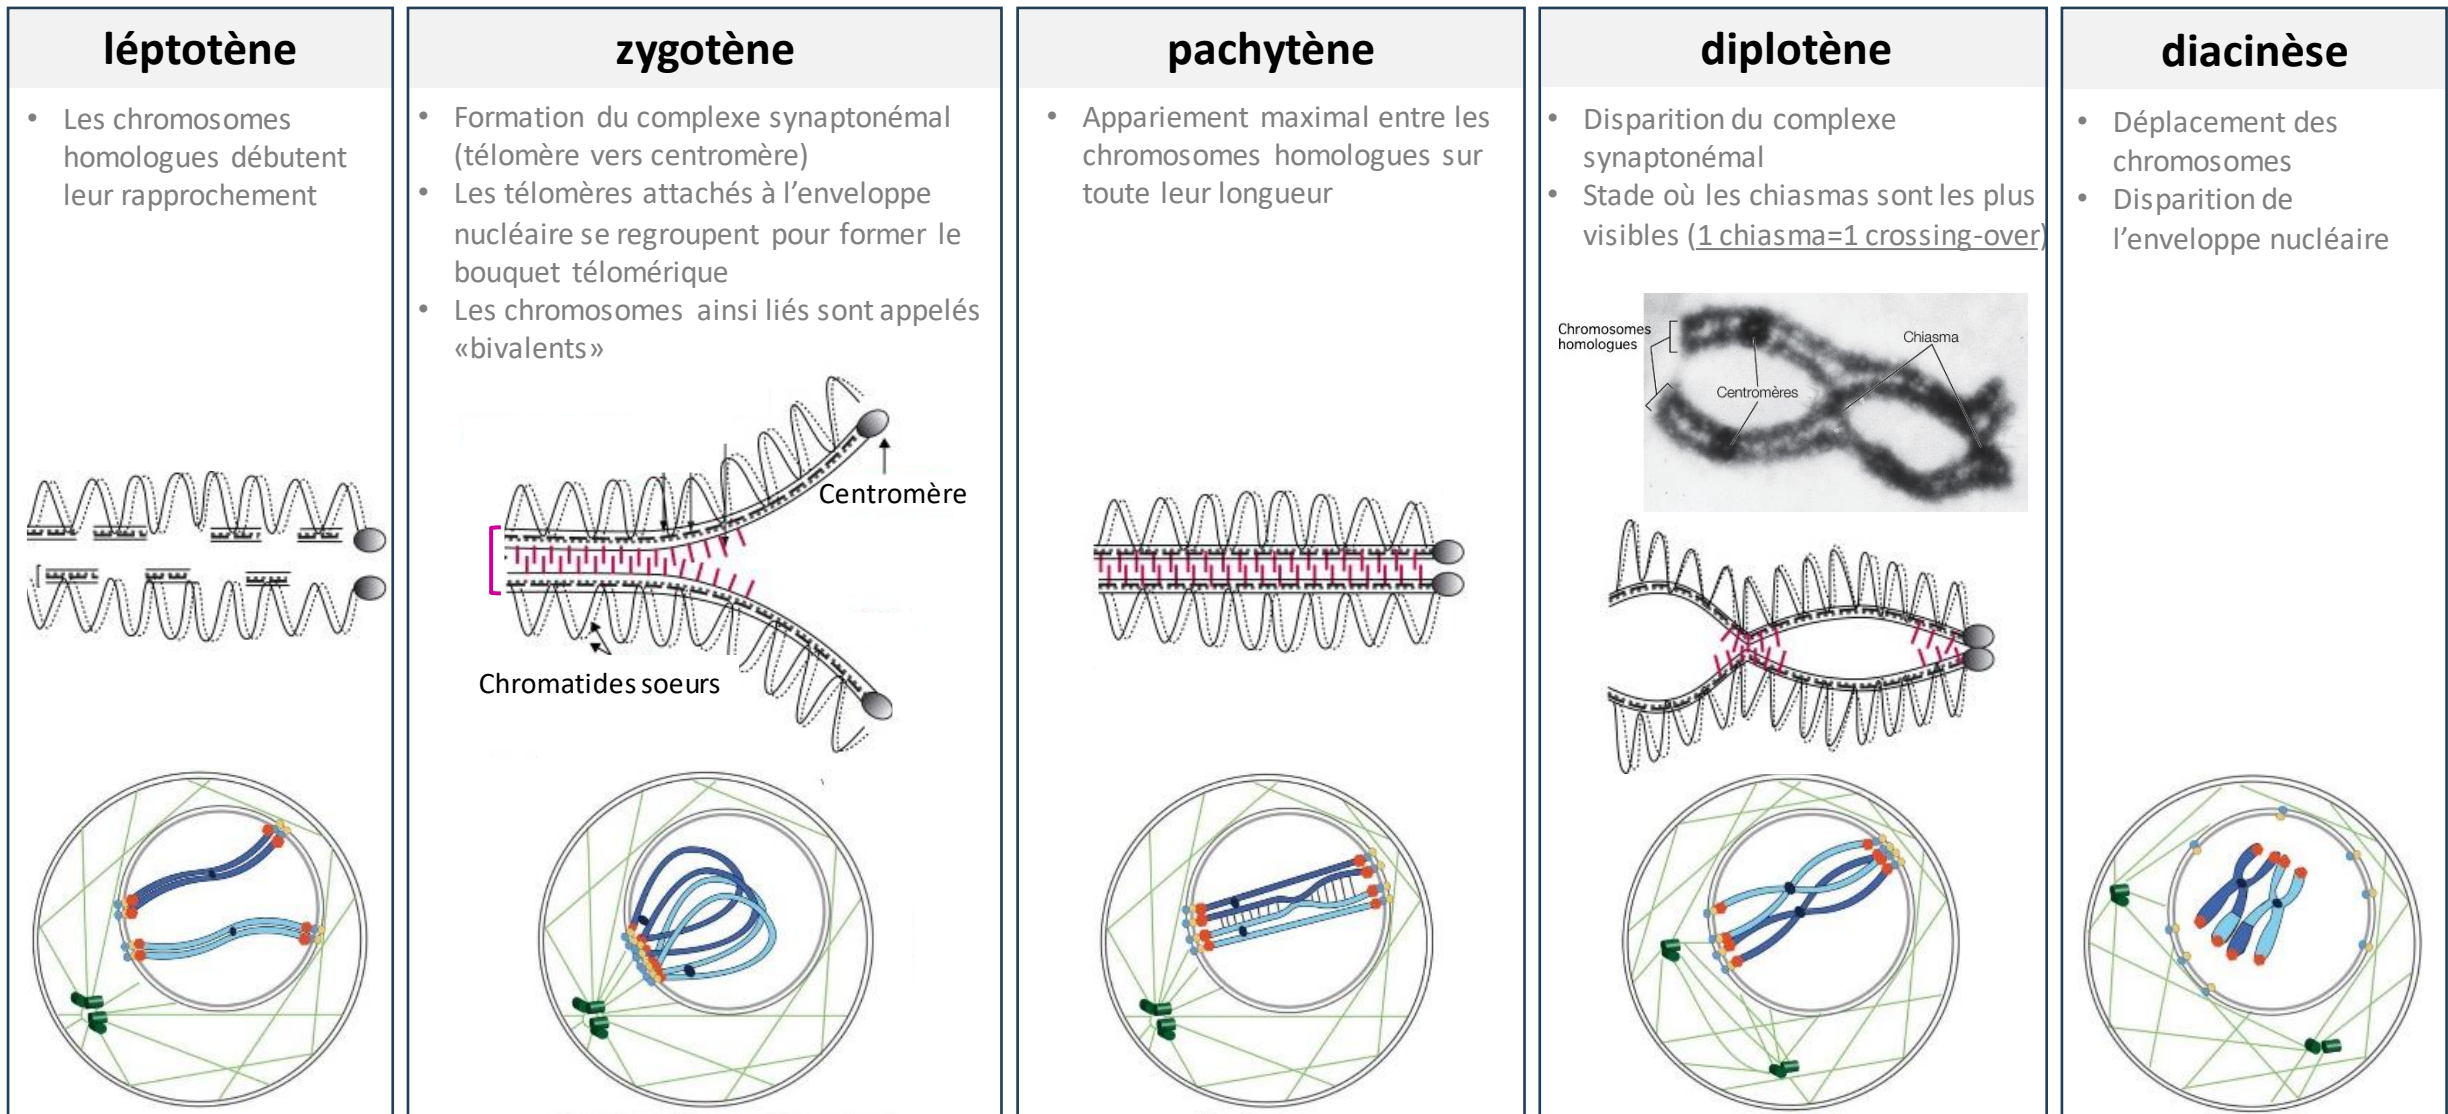 léptotène
• Les chromosomes
homologues débutent
leur rapprochement
zygotène
• Formation du complexe synaptonémal
(télomère vers centromère)
• Les télomères attachés à l’enveloppe
nucléaire se regroupent pour former le
bouquet télomérique
• Les chromosomes ainsi liés sont appelés
«bivalents»
Centromère
Chromatides soeurs
pachytène
• Appariement maximal entre les
chromosomes homologues sur
toute leur longueur
diplotène
• Disparition du complexe
synaptonémal
• Stade où les chiasmas sont les plus
visibles (1 chiasma=1 crossing-over)
Chromosomes
homologues
Chiasma
Centromères
diacinèse
• Déplacement des
chromosomes
• Disparition de
l’enveloppe nucléaire